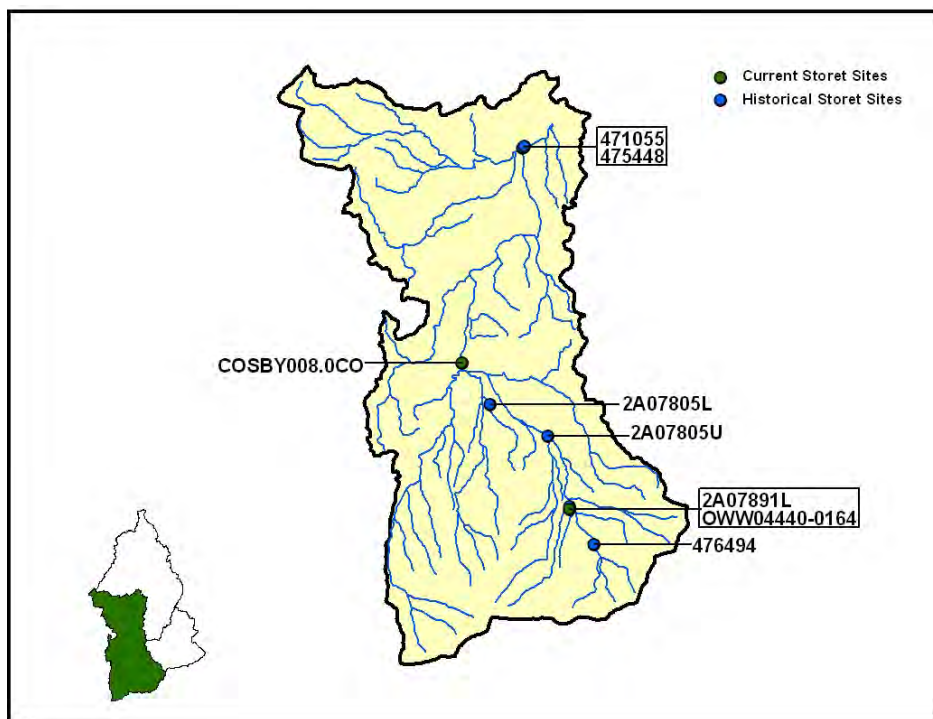 Current Storet Sites
Historical Storet Sites
471055
475448
COSBY008.0CO
2A07805L
2A07805U
2A07891L
OWW04440-0164
476494